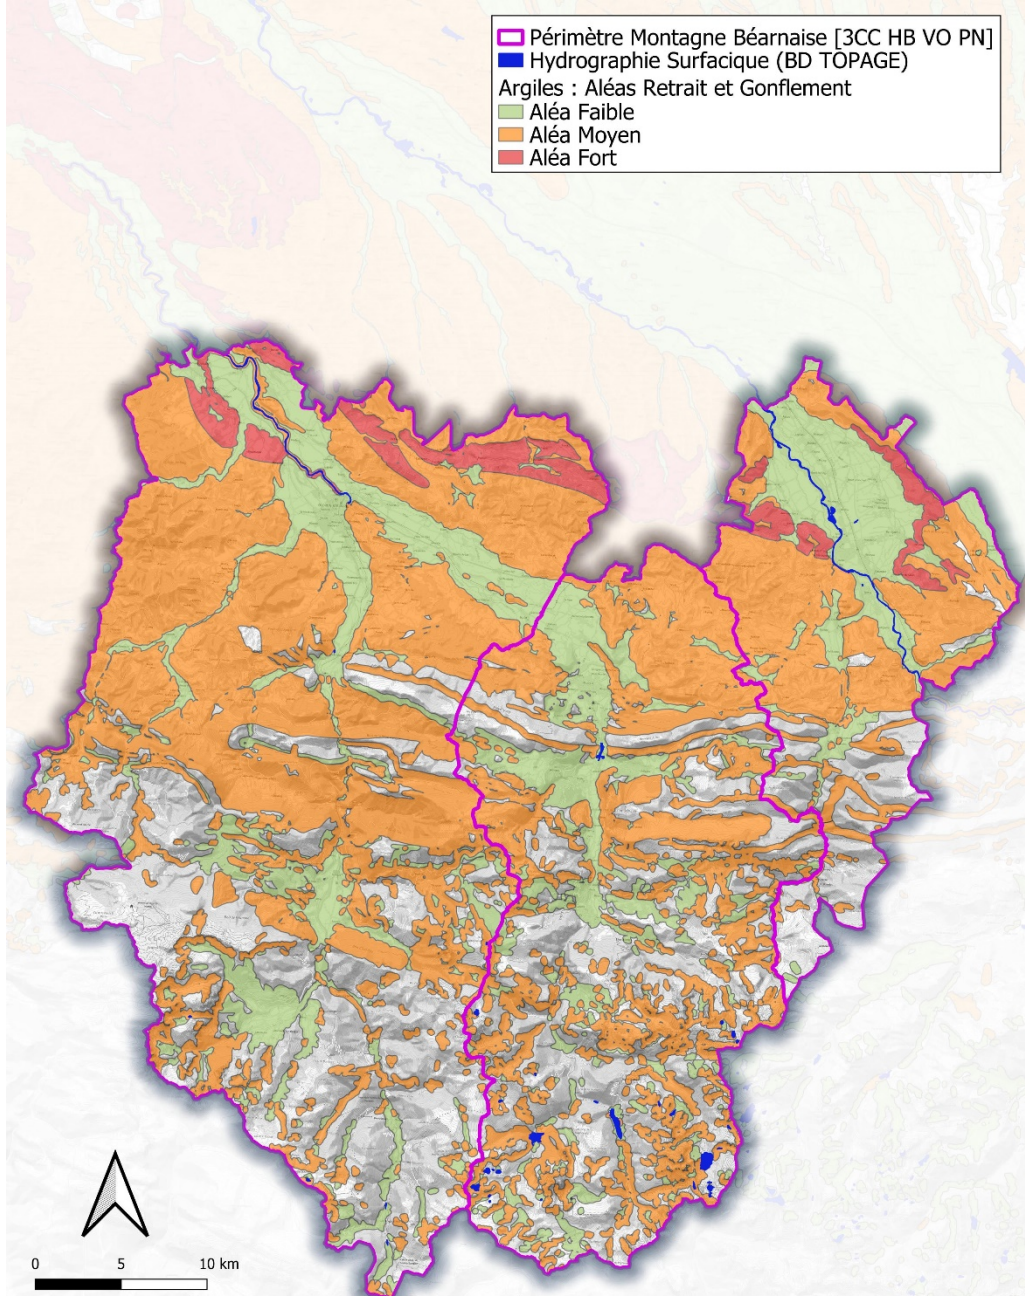 Périmètre Montagne Béarnaise [3CC HB VO PN]
Hydrographie Surfacique (BD TOPAGE)
Argiles : Aléas Retrait et Gonflement
Aléa Faible
Aléa Moyen
Aléa Fort
0 5 10 km